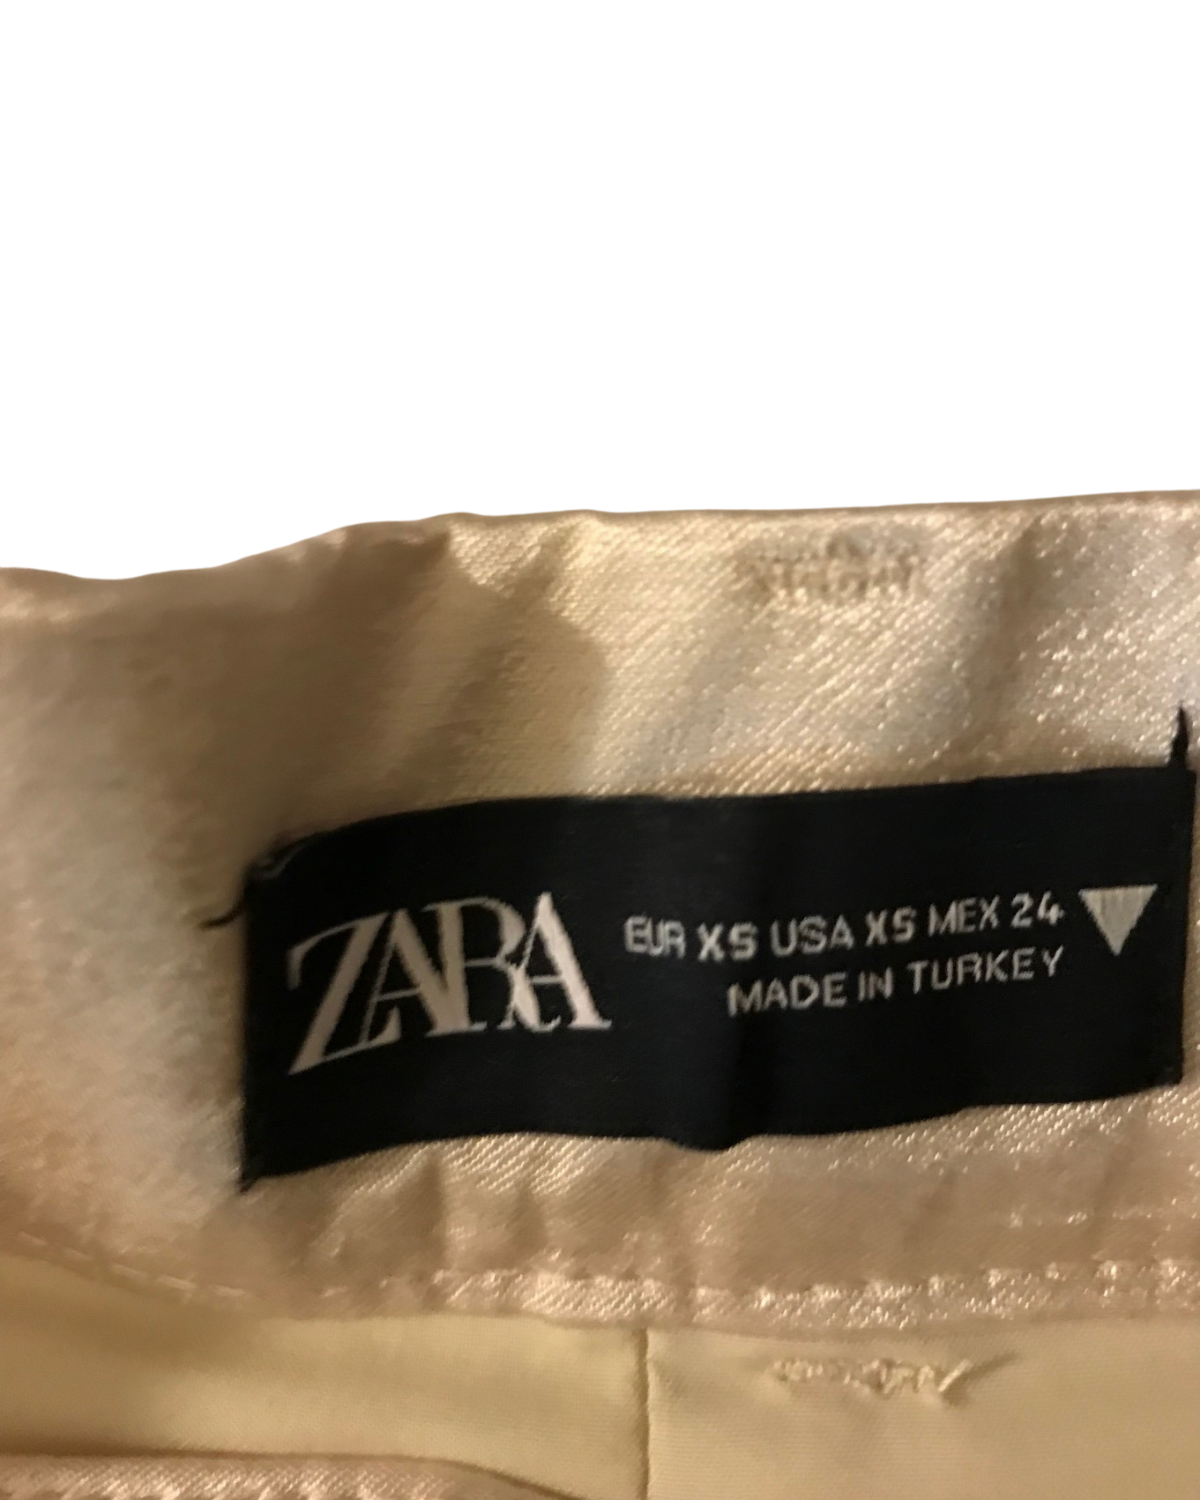 ZARA
EUR XS USA XS MEX 24
MADE IN TURKEY